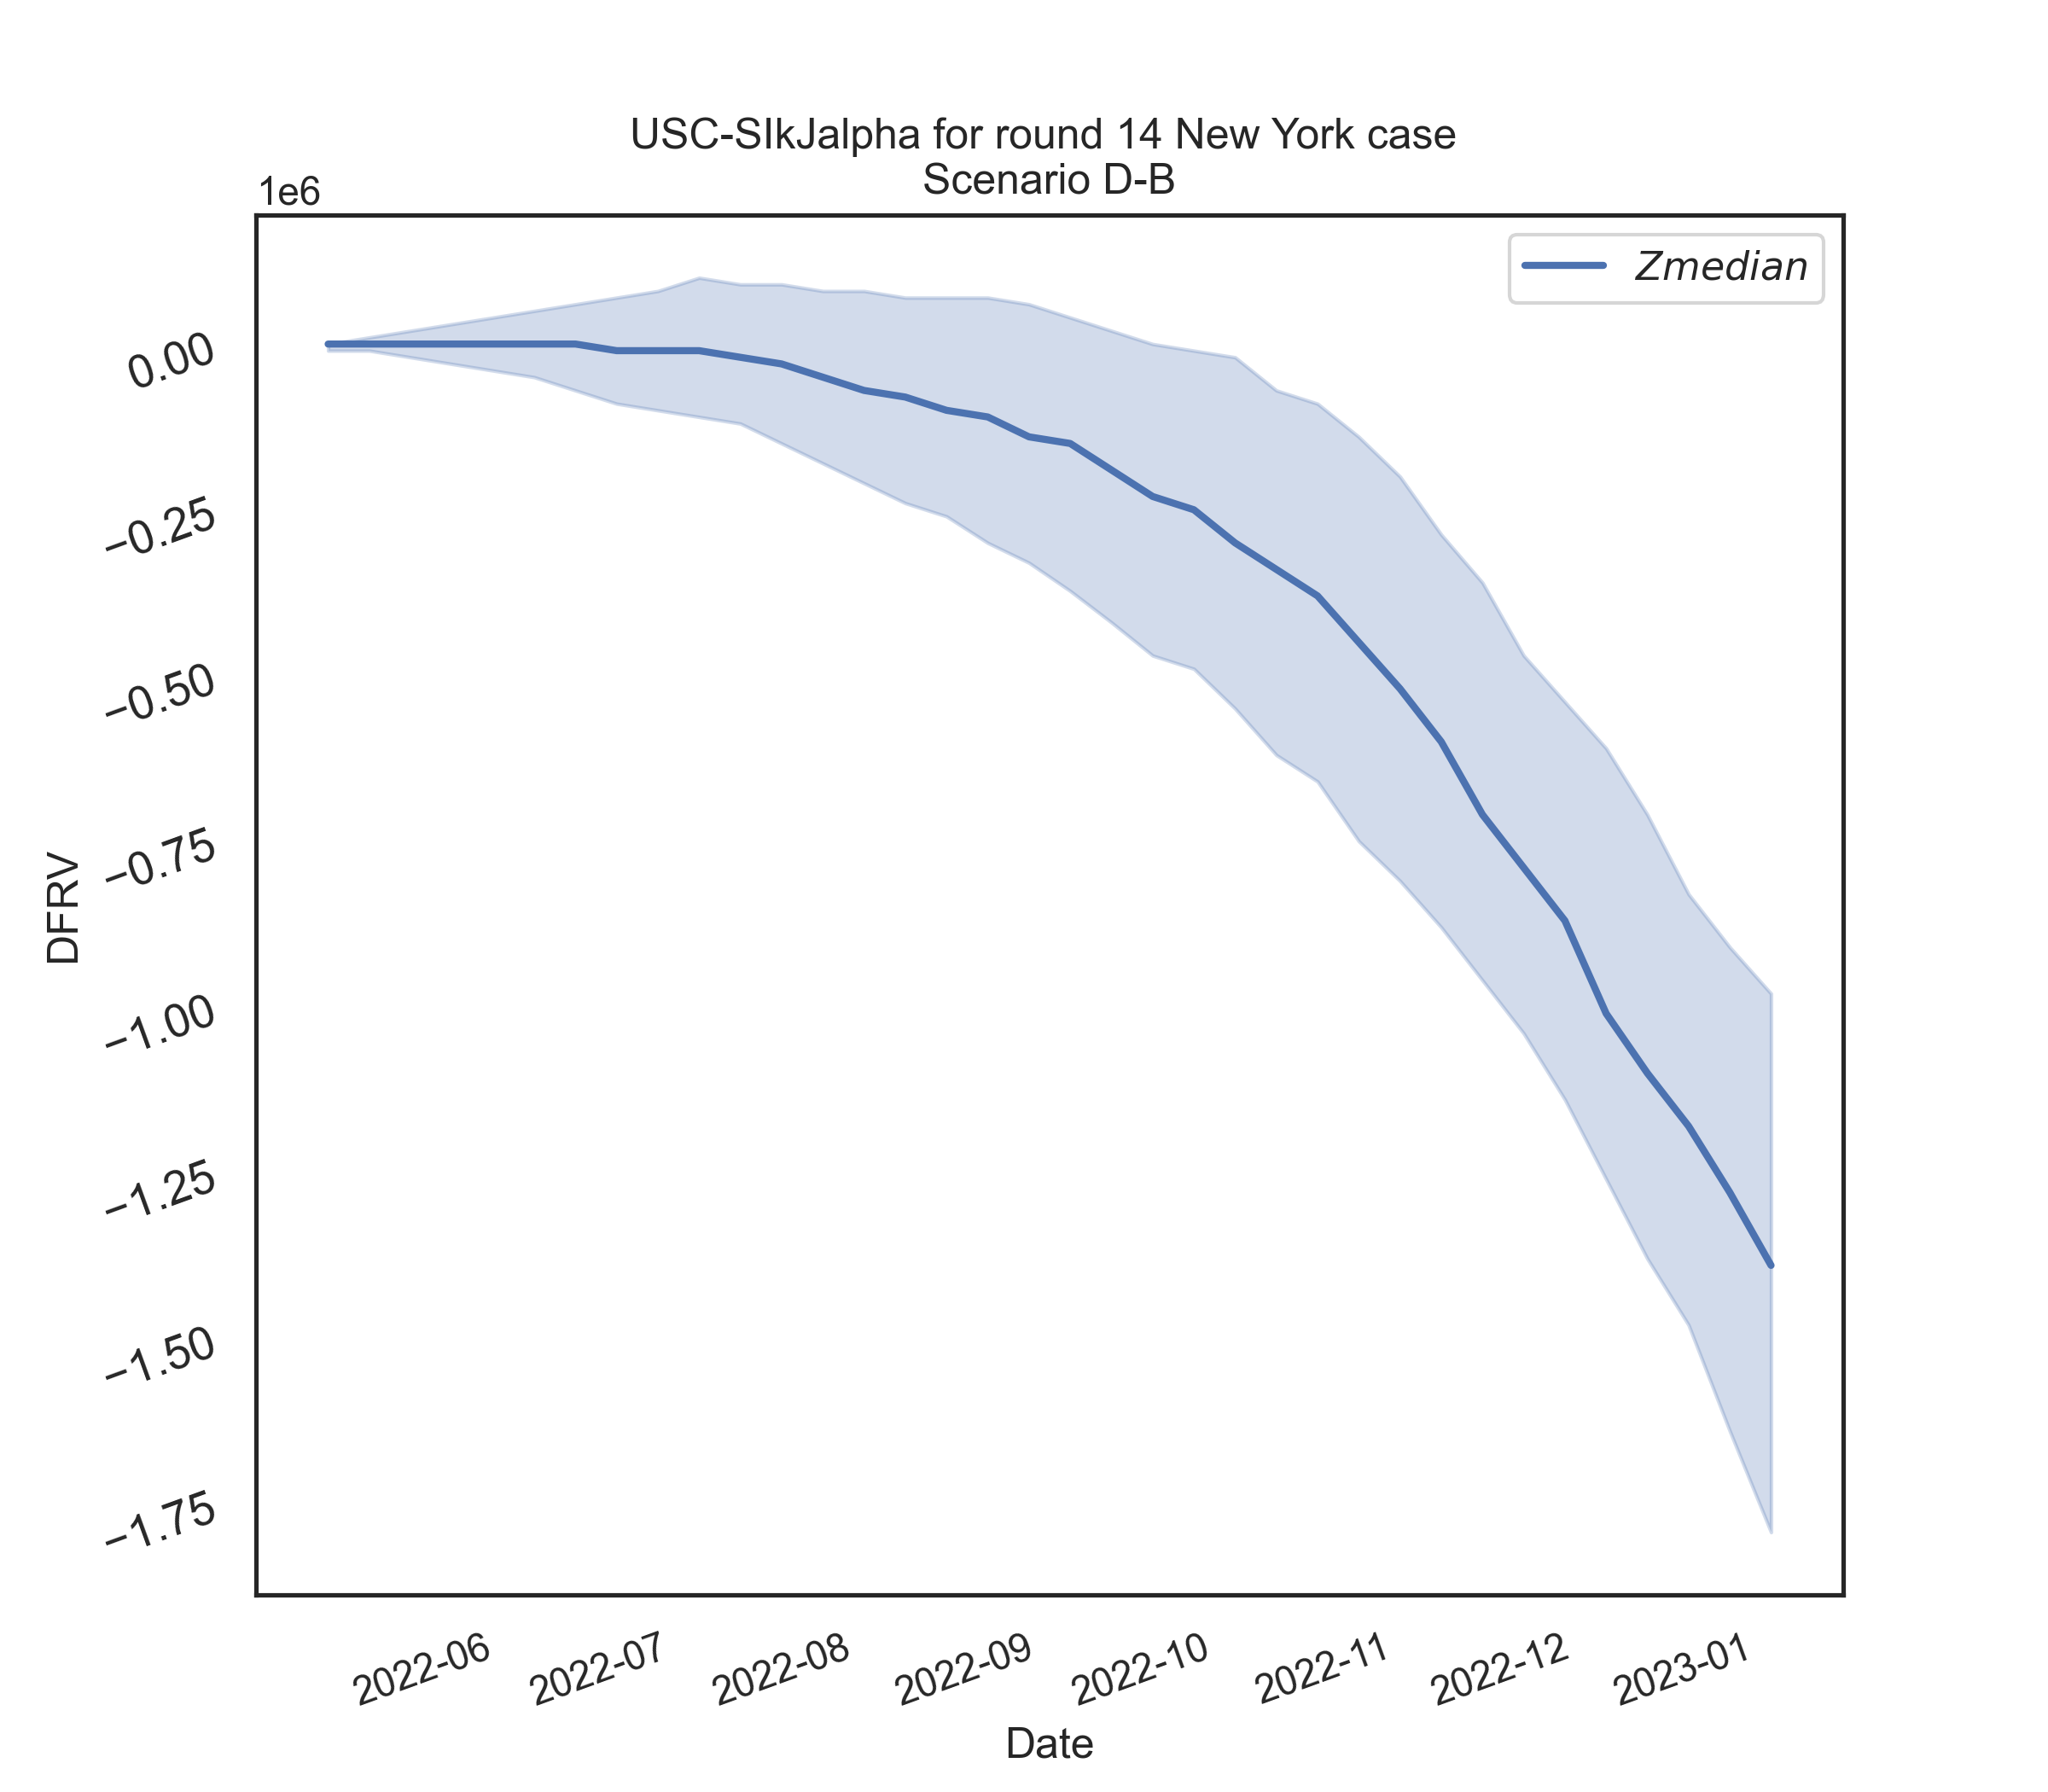 USC-SIkJalpha for round 14 New York case
Scenario D-B
1e6
Zmedian
0.00
−0.25
−0.50
−0.75
−1.00
−1.25
−1.50
−1.75
DFRV
2022-06
2022-07
2022-08
2022-09
2022-10
2022-11
2022-12
2023-01
Date